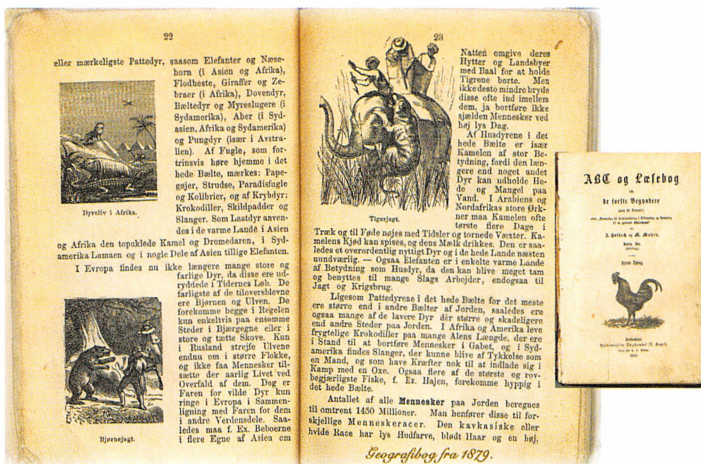 22
eller mærkeligste Pattedyr, saasom Elefanter og Næse-
horn (i Asien og Afrika),
Flodheste, Giraffer og Ze-
braer (i Afrika), Dovendyr,
Bæltedyr og Myreslugere (i
Sydamerika), Aber (i Syd-
asien, Afrika og Sydamerika)
og Pungdyr (især i Austra-
lien). Af Fugle, som for-
trinsvis høre hjemme i det
hede Bælte, mærkes: Pape-
gøjer, Strudse, Paradisfugle
og Kolibrier, og af Krybdyr:
Krokodiller, Skildpadder og
Slanger. Som Lastdyr anven-
des i de varme Lande i Asien
og Afrika den topuklede Kamel og Dromedaren, i Syd-
amerika Lamaen og i nogle Dele af Asien tillige Elefanten.
Dyreliv i Afrika.
I Evropa findes nu ikke længere mange store og
farlige Dyr, da disse ere ud-
ryddede i Tidernes Løb. De
farligste af de tiloversblevne
ere Bjørnen og Ulven. De
forekomme begge i Regelen
kun enkeltvis paa ensomme
Steder i Bjærgegne eller i
store og tætte Skove. Kun
i Rusland strejfe Ulvene
endnu om i større Flokke,
og ikke faa Mennesker til-
sætte der aarlig Livet ved
Overfald af dem. Dog er
Faren for vilde Dyr kun
ringe i Evropa i Sammen-
ligning med Faren for dem
i andre Verdensdele. Saa-
ledes maa f. Ex. Beboerne
i flere Egne af Asien om
Bjørnejagt.
23
Natten omgive deres
Hytter og Landsbyer
med Baal for at holde
Tigrene borte. Men
ikke desto mindre bryde
disse ofte ind imellem
dem, ja bortføre ikke
sjælden Mennesker ved
høj lys Dag.
Af Husdyrene i det
hede Bælte er især
Kamelen af stor Be-
tydning, fordi den læn-
gere end noget andet
Dyr kan udholde He-
de og Mangel paa
Vand. I Arabiens og
Nordafrikas store Ørk-
ner maa Kamelen ofte
tørste flere Dage i
Tigerjagt.
Træk og til Føde nøjes med Tidsler og tornede Væxter. Ka-
melens Kjød kan spises, og dens Mælk drikkes. Den er saa-
ledes et overordenlig nyttigt Dyr og i de hede Lande næsten
uundværlig. — Ogsaa Elefanten er i enkelte varme Lande
af Betydning som Husdyr, da den kan blive meget tam
og benyttes til mange Slags Arbejder, endogsaa til
Jagt og Krigsbrug.
Ligesom Pattedyrene i det hede Bælte for det meste
ere større end i andre Bælter af Jorden, saaledes ere
ogsaa mange af de lavere Dyr der større og skadeligere
end andre Steder paa Jorden. I Afrika og Amerika leve
frygtelige Krokodiller paa mange Alens Længde, der ere
i Stand til at bortføre Mennesker i Gabet, og i Syd-
amerika findes Slanger, der kunne blive af Tykkelse som
en Mand, og som have Kræfter nok til at indlade sig i
Kamp med en Oxe. Ogsaa flere af de største og rov-
begjærligste Fiske, f. Ex. Hajen, forekomme hyppig i
det hede Bælte.
Antallet af alle Mennesker paa Jorden beregnes
til omtrent 1450 Millioner. Man henfører disse til for-
skjellige Menneskeracer. Den kavkasiske eller
hvide Race har lys Hudfarve, blødt Haar og en høj,
Geografibog fra 1879.
ABC og Læsebog
for
de første Begyndere